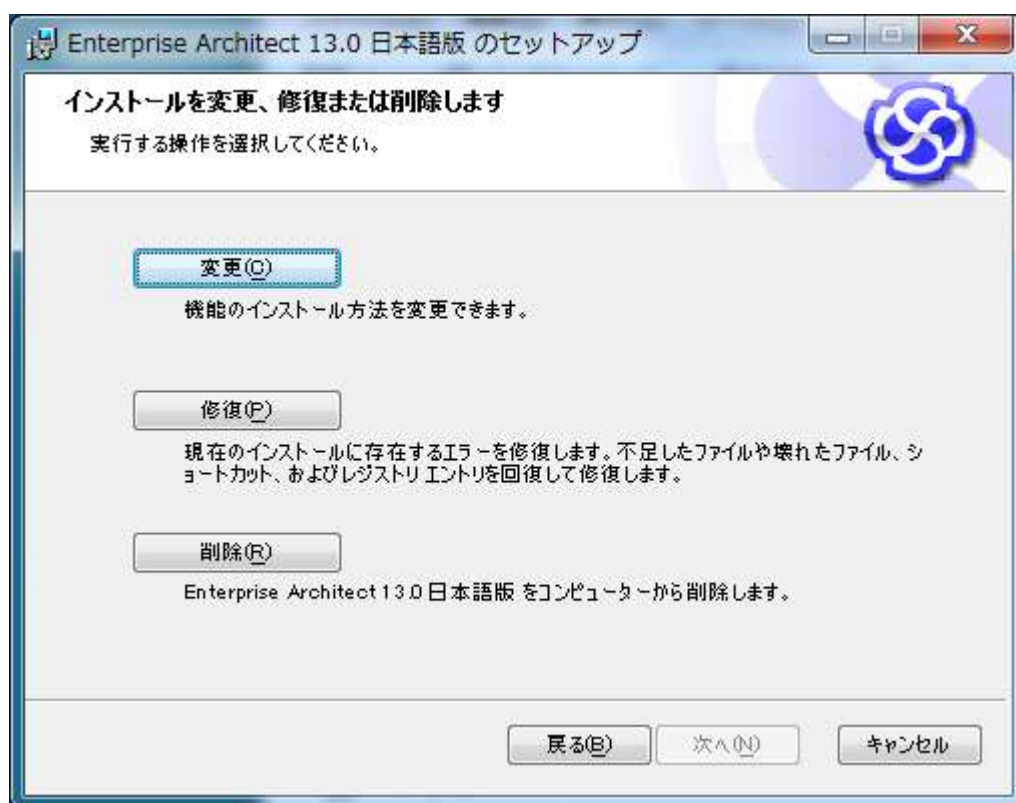 Enterprise Architect 13.0 日本語版 のセットアップ
インストールを変更、修復または削除します
実行する操作を選択してください。
変更(C)
機能のインストール方法を変更できます。
修復(P)
現在のインストールに存在するエラーを修復します。不足したファイルや壊れたファイル、シ
ョートカット、およびレジストリ エントリを回復して修復します。
削除(R)
Enterprise Architect 13.0 日本語版 をコンピューターから削除します。
戻る(B)
次へ(N)
キャンセル